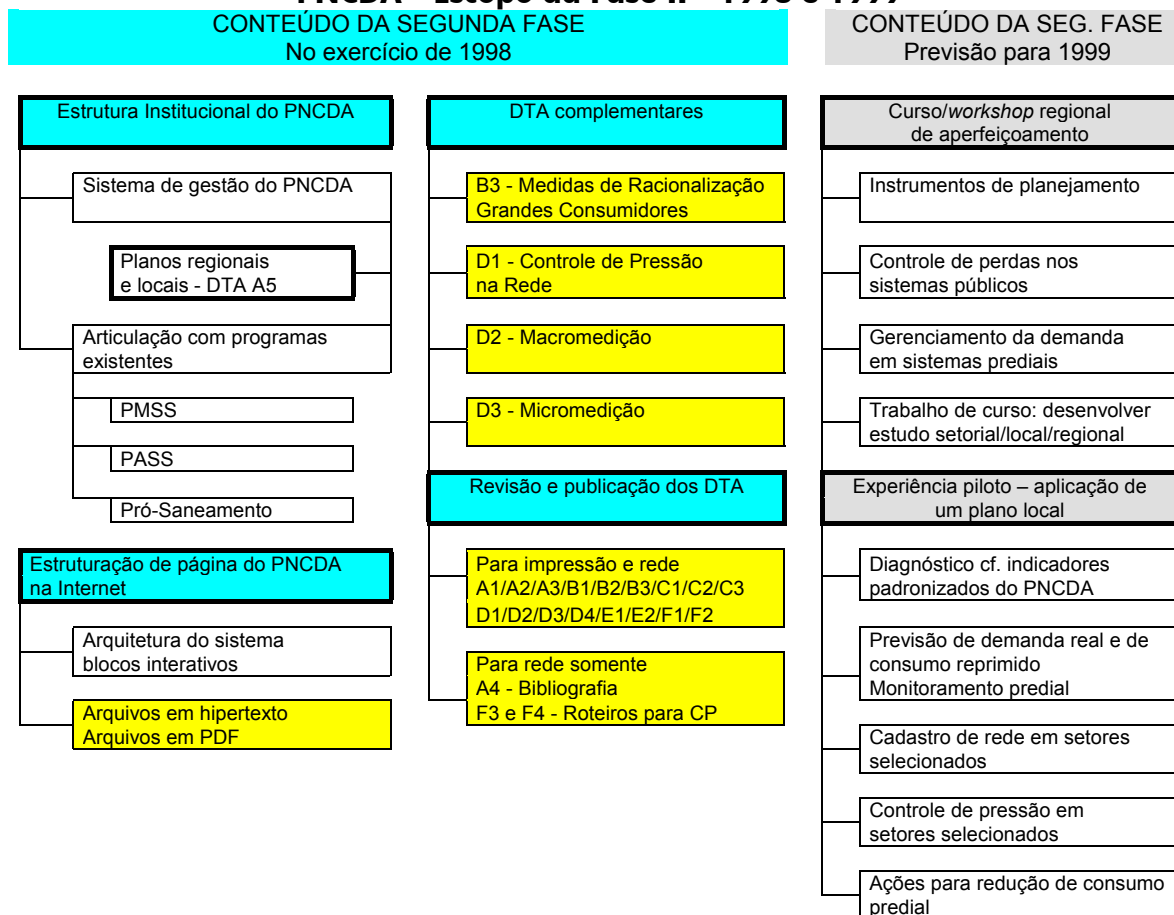 PNCDA - Escopo da Fase II - 1998 e 1999
CONTEÚDO DA SEGUNDA FASE
No exercício de 1998
CONTEÚDO DA SEG. FASE
Previsão para 1999
Estrutura Institucional do PNCDA
Sistema de gestão do PNCDA
Planos regionais
e locais - DTA A5
Articulação com programas
existentes
PMSS
PASS
Pró-Saneamento
Estruturação de página do PNCDA
na Internet
Arquitetura do sistema
blocos interativos
Arquivos em hipertexto
Arquivos em PDF
DTA complementares
B3 - Medidas de Racionalização
Grandes Consumidores
D1 - Controle de Pressão
na Rede
D2 - Macromedição
D3 - Micromedição
Revisão e publicação dos DTA
Para impressão e rede
A1/A2/A3/B1/B2/B3/C1/C2/C3
D1/D2/D3/D4/E1/E2/F1/F2
Para rede somente
A4 - Bibliografia
F3 e F4 - Roteiros para CP
Curso/workshop regional
de aperfeiçoamento
Instrumentos de planejamento
Controle de perdas nos
sistemas públicos
Gerenciamento da demanda
em sistemas prediais
Trabalho de curso: desenvolver
estudo setorial/local/regional
Experiência piloto – aplicação de
um plano local
Diagnóstico cf. indicadores
padronizados do PNCDA
Previsão de demanda real e de
consumo reprimido
Monitoramento predial
Cadastro de rede em setores
selecionados
Controle de pressão em
setores selecionados
Ações para redução de consumo
predial